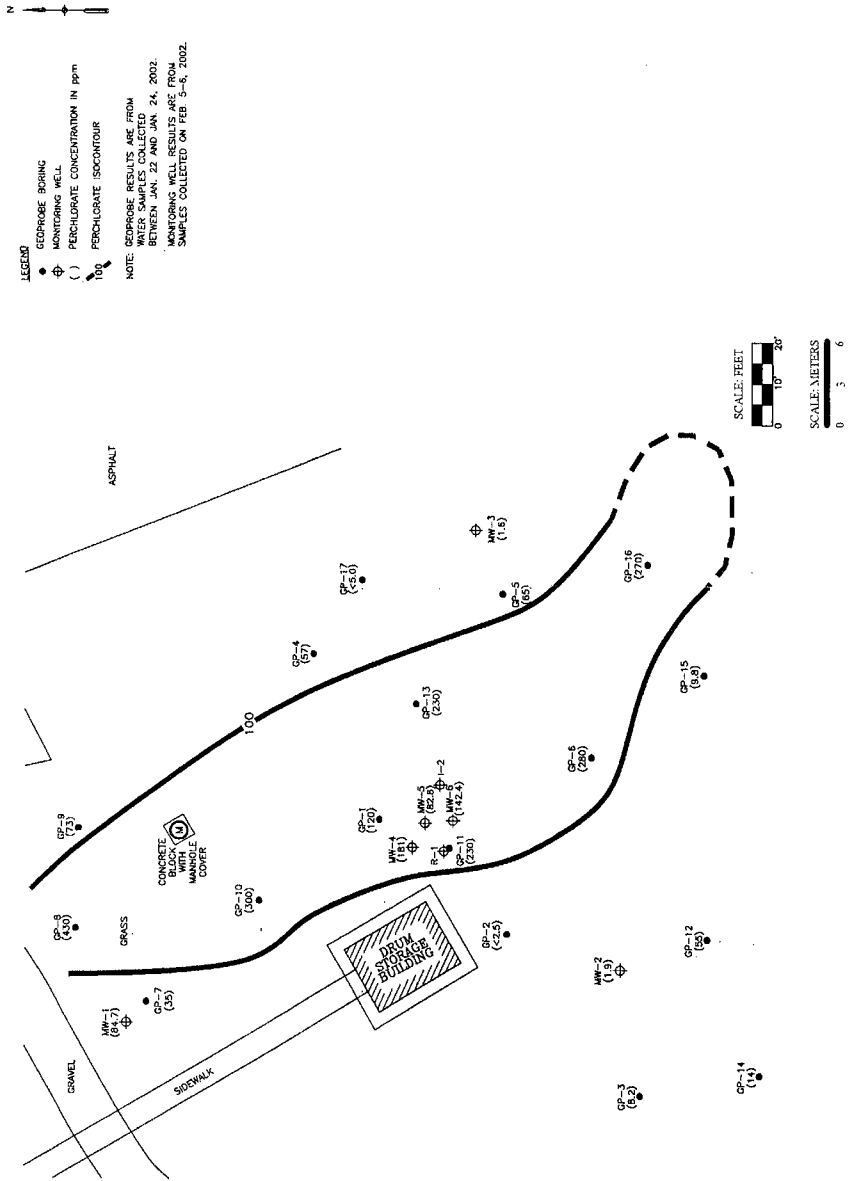 N
LEGEND
GEOPROBE BORING
MONITORING WELL
( ) PERCHLORATE CONCENTRATION IN ppm
100 PERCHLORATE ISOCONTOUR
NOTE: GEOPROBE RESULTS ARE FROM
WATER SAMPLES COLLECTED
BETWEEN JAN. 22 AND JAN. 24, 2002.
MONITORING WELL RESULTS ARE FROM
SAMPLES COLLECTED ON FEB. 5-6, 2002.
ASPHALT
GP-9
(73)
GP-8
(430)
GRASS
CONCRETE
BLOCK
WITH
MANHOLE
COVER
M
MW-1
(84.7)
GP-7
(35)
GRAVEL
SIDEWALK
GP-10
(300)
100
GP-4
(57)
GP-17
(<5.0)
GP-1
(120)
GP-13
(230)
MW-4
(181)
MW-5
(82.8)
I-2
MW-6
(142.4)
R-1
GP-11
(230)
DRUM
STORAGE
BUILDING
GP-2
(<2.5)
MW-3
(1.6)
GP-5
(65)
GP-6
(280)
GP-16
(270)
GP-15
(9.8)
MW-2
(1.9)
GP-12
(55)
GP-3
(8.2)
GP-14
(14)
SCALE: FEET
0 10' 20'
SCALE: METERS
0 3 6